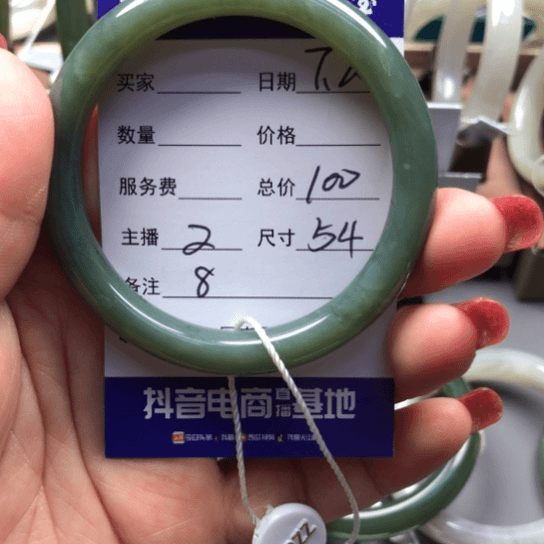 买家 日期
数量 价格
服务费 总价 100
主播 2 尺寸 54
备注 8
抖音电商直播基地